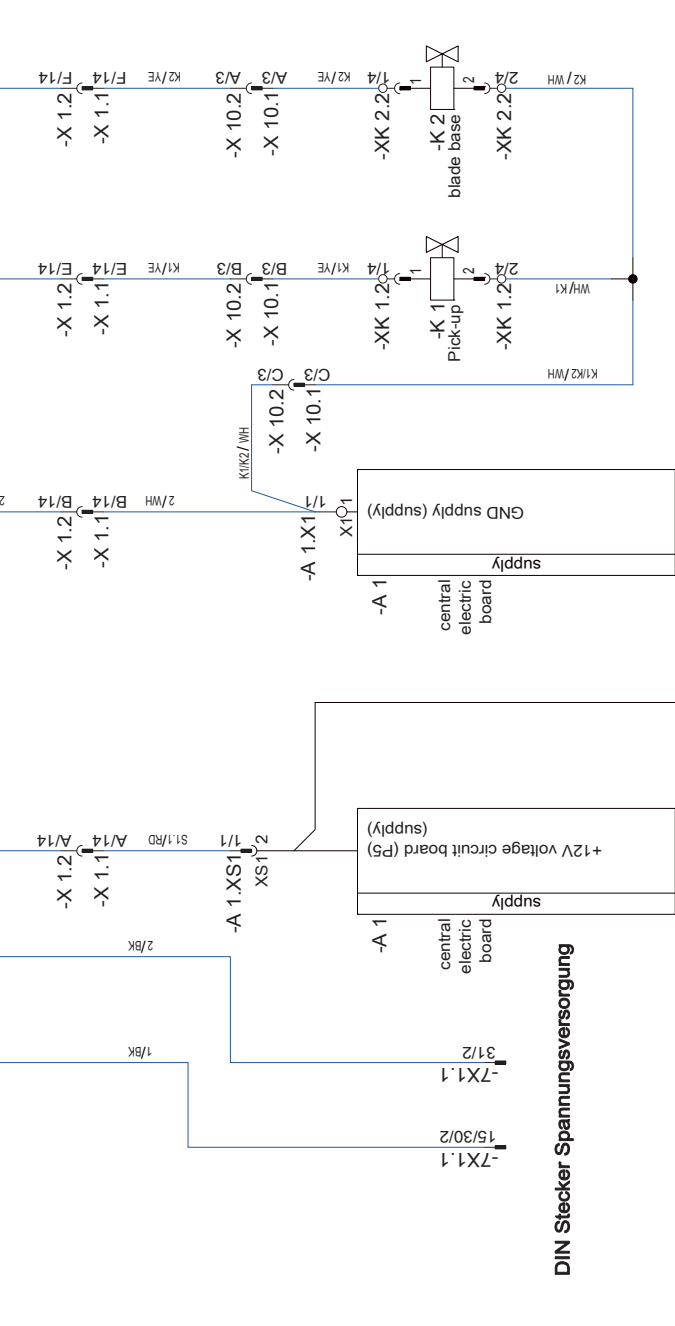 F/14
F/14
K2/YE
A/3
A/3
K2/YE
1/4
1
2
2/4
K2/WH
-X 1.2
-X 1.1
-X 10.2
-X 10.1
-XK 2.2
-K 2
blade base
-XK 2.2
E/14
E/14
K1/YE
B/3
B/3
K1/YE
1/4
1
2
2/4
WH/K1
-X 1.2
-X 1.1
-X 10.2
-X 10.1
-XK 1.2
-K 1
Pick-up
-XK 1.2
C/3
C/3
K1/K2/WH
-X 10.2
-X 10.1
K1/K2/WH
2
B/14
B/14
2/WH
1/1
-X 1.2
-X 1.1
-A 1.X1
X1
1
GND supply (supply)
supply
-A 1
central
electric
board
A/14
A/14
S1.1/RD
1/1
2
-X 1.2
-X 1.1
-A 1.XS1
XS1
+12V voltage circuit board (P5)
(supply)
supply
-A 1
central
electric
board
2/BK
1/BK
31/2
-7X1.1
15/30/2
-7X1.1
DIN Stecker Spannungsversorgung